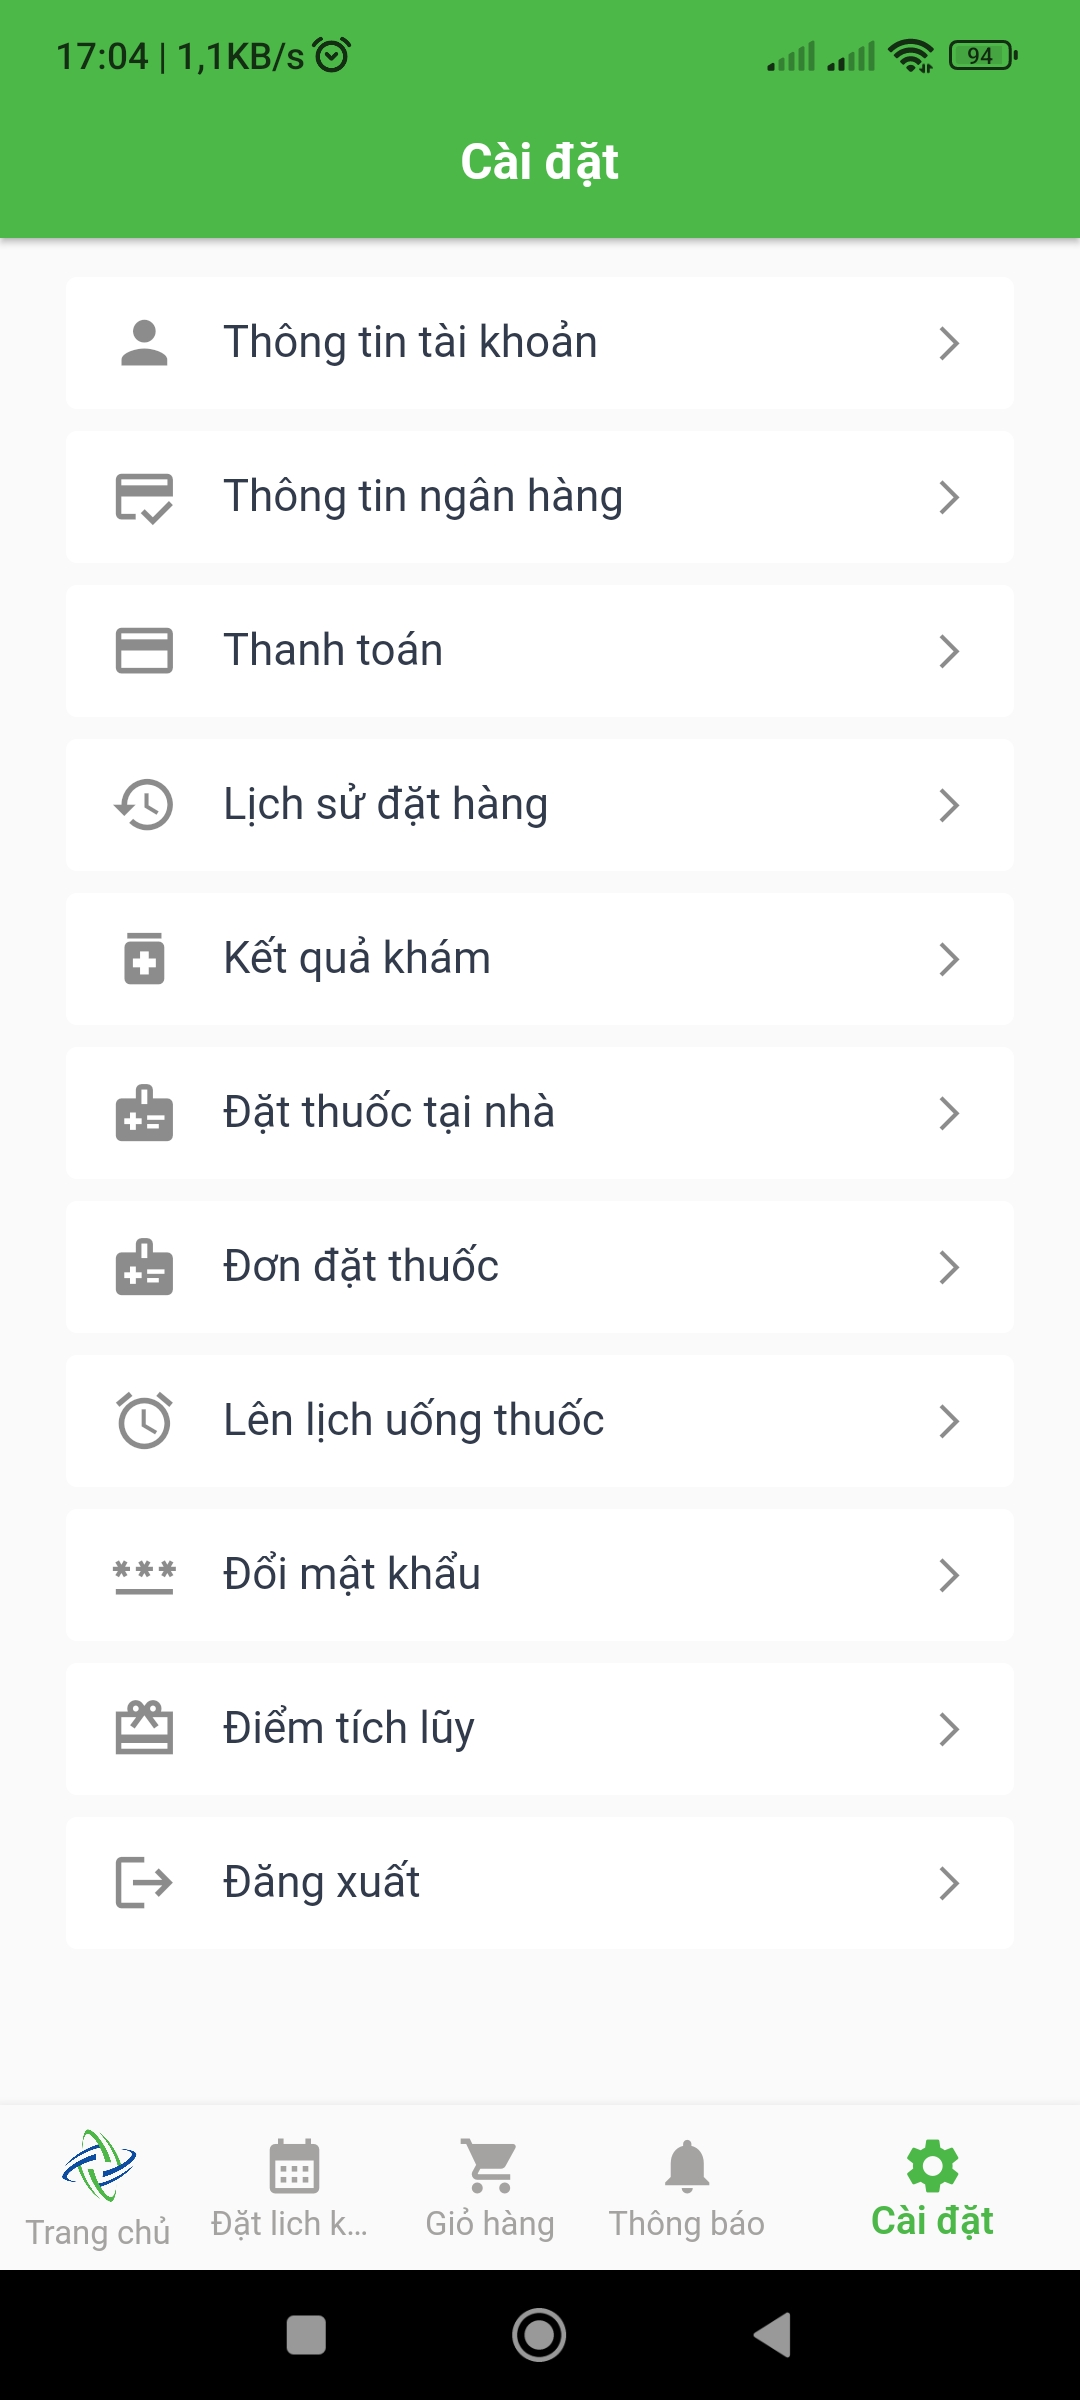 17:04 | 1,1KB/s
94
Cài đặt
Thông tin tài khoản
Thông tin ngân hàng
Thanh toán
Lịch sử đặt hàng
Kết quả khám
Đặt thuốc tại nhà
Đơn đặt thuốc
Lên lịch uống thuốc
Đổi mật khẩu
Điểm tích lũy
Đăng xuất
Trang chủ
Đặt lich k...
Giỏ hàng
Thông báo
Cài đặt